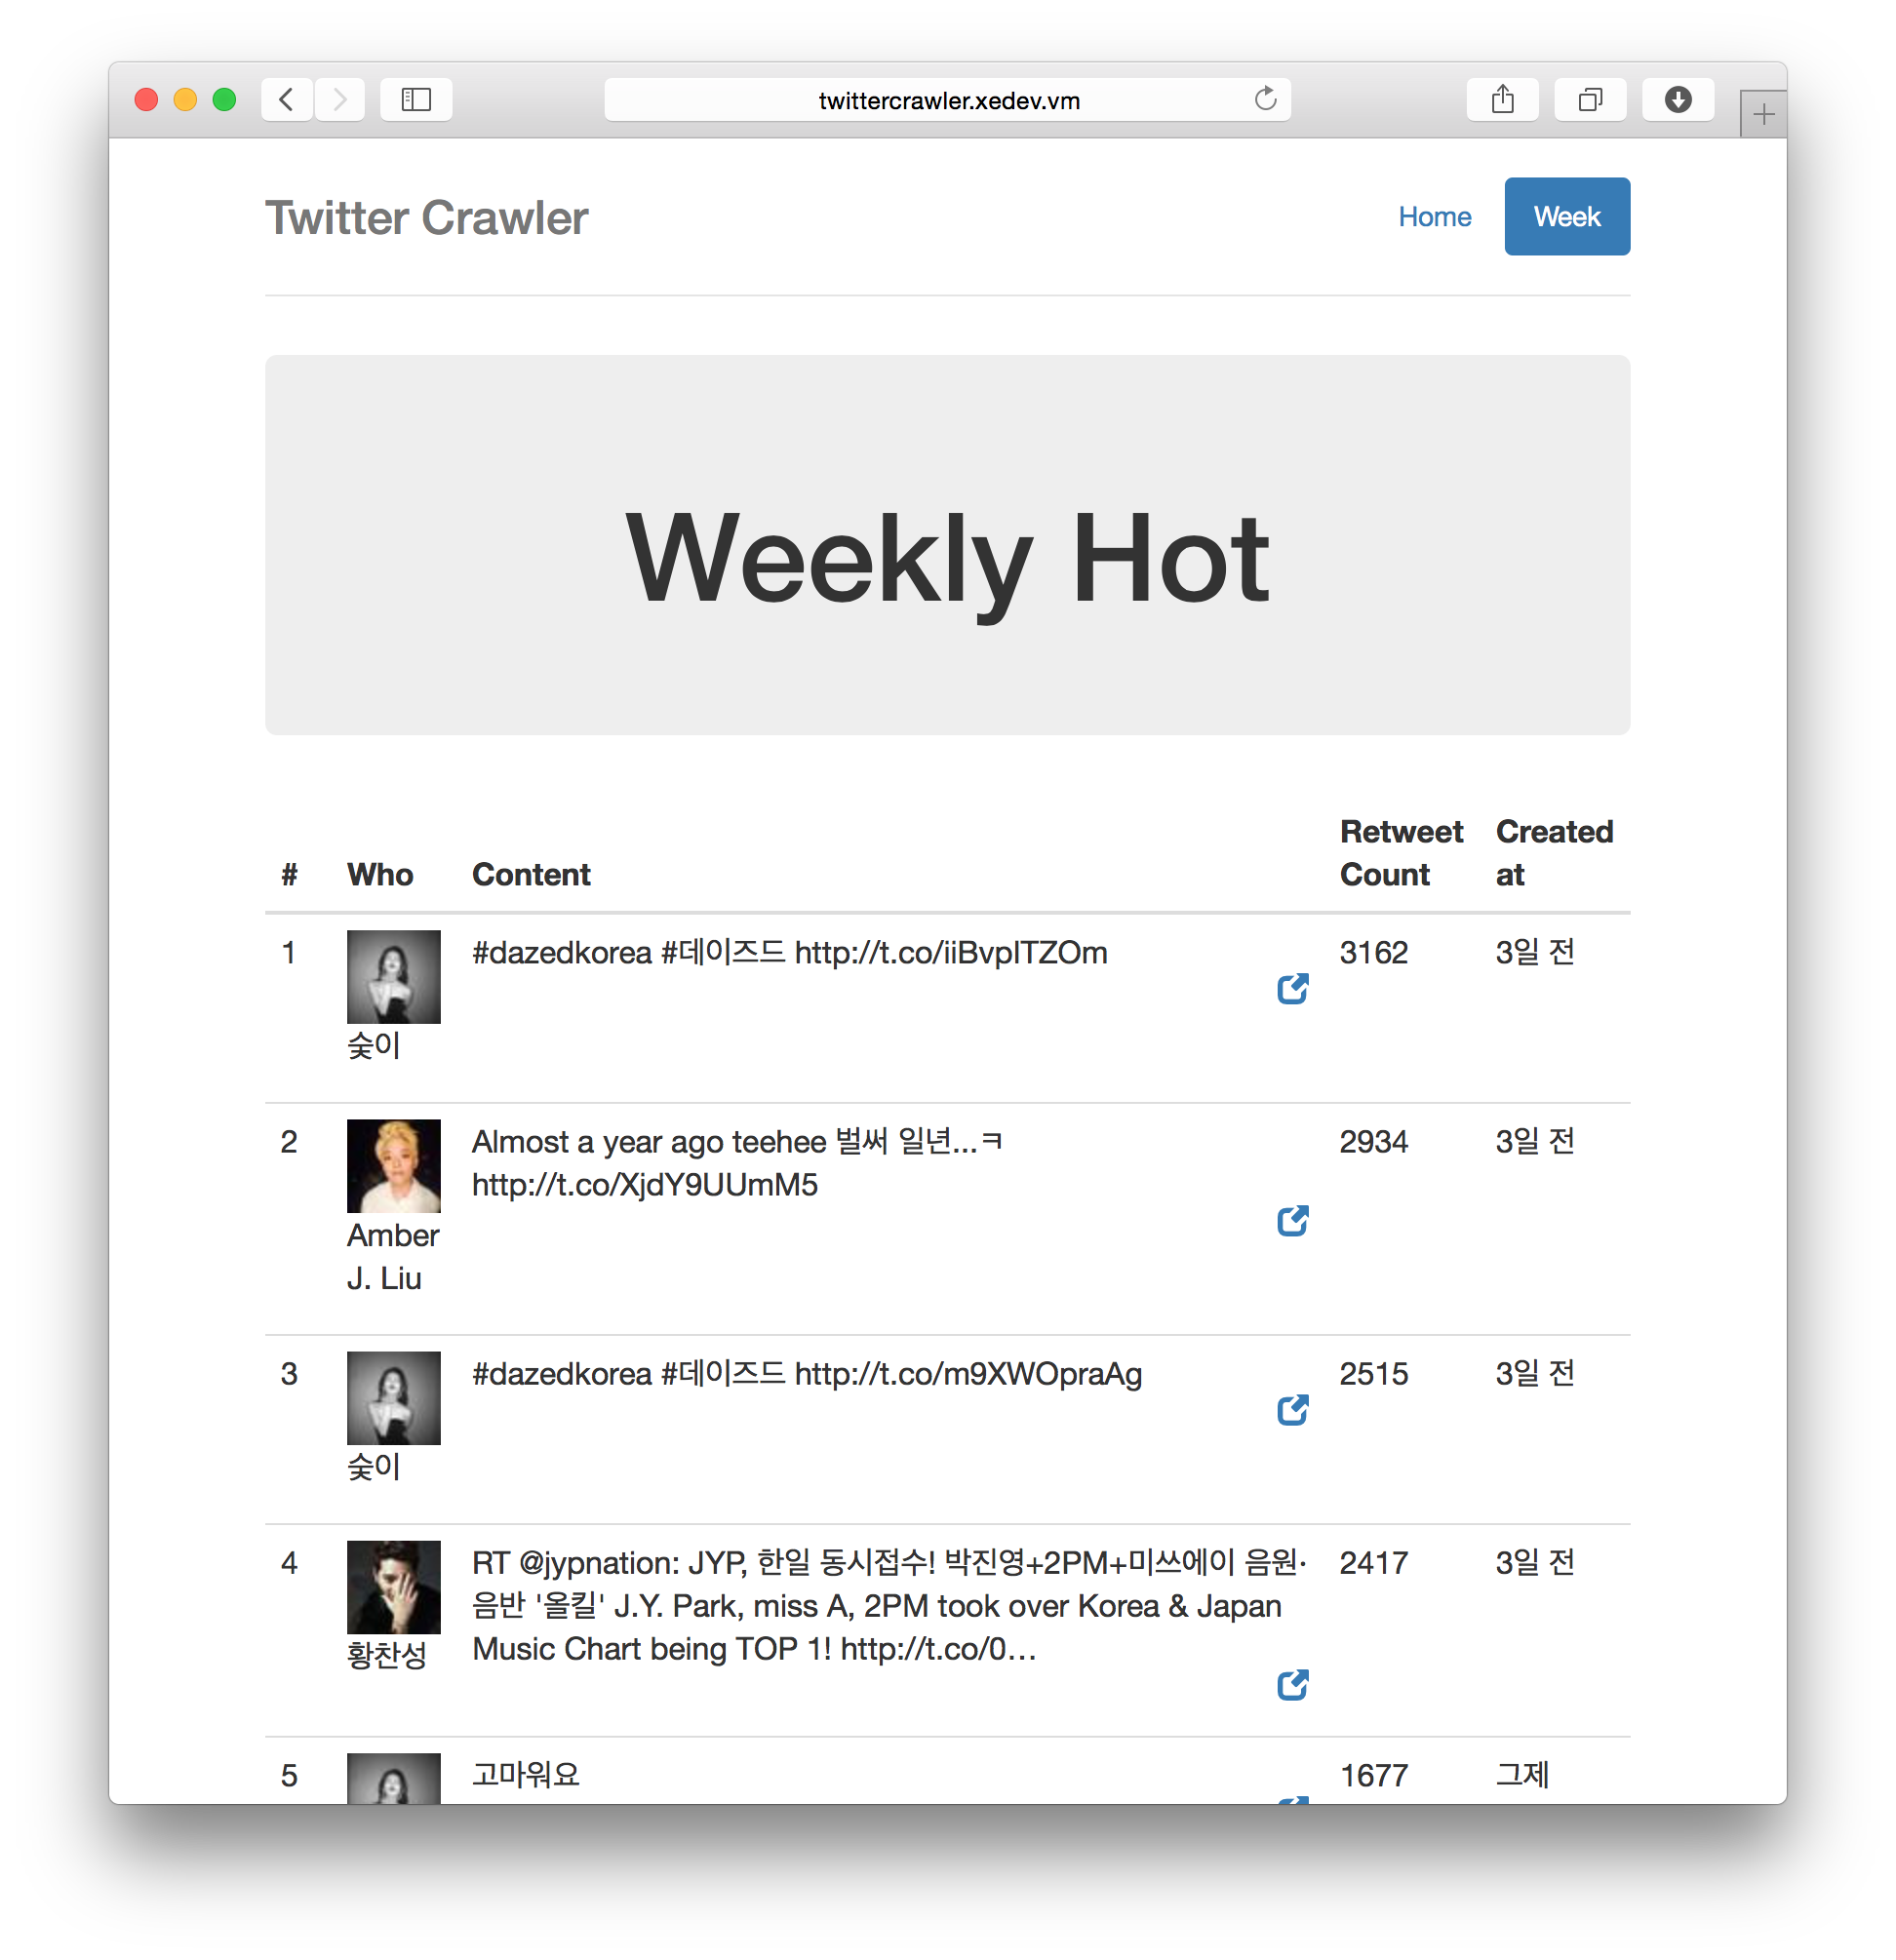 twittercrawler.xedev.vm
Twitter Crawler
Home
Week
Weekly Hot
# Who Content Retweet Count Created at
1 #dazedkorea #데이즈드 http://t.co/iiBvplTZOm 3162 3일 전
숯이
2 Almost a year ago teehee 벌써 일년...ㅋ 2934 3일 전
http://t.co/XjdY9UUmM5
Amber
J. Liu
3 #dazedkorea #데이즈드 http://t.co/m9XWOpraAg 2515 3일 전
숯이
4 RT @jypnation: JYP, 한일 동시접수! 박진영+2PM+미쓰에이 음원· 2417 3일 전
음반 '올킬' J.Y. Park, miss A, 2PM took over Korea & Japan
Music Chart being TOP 1! http://t.co/0…
황찬성
5 고마워요 1677 그제